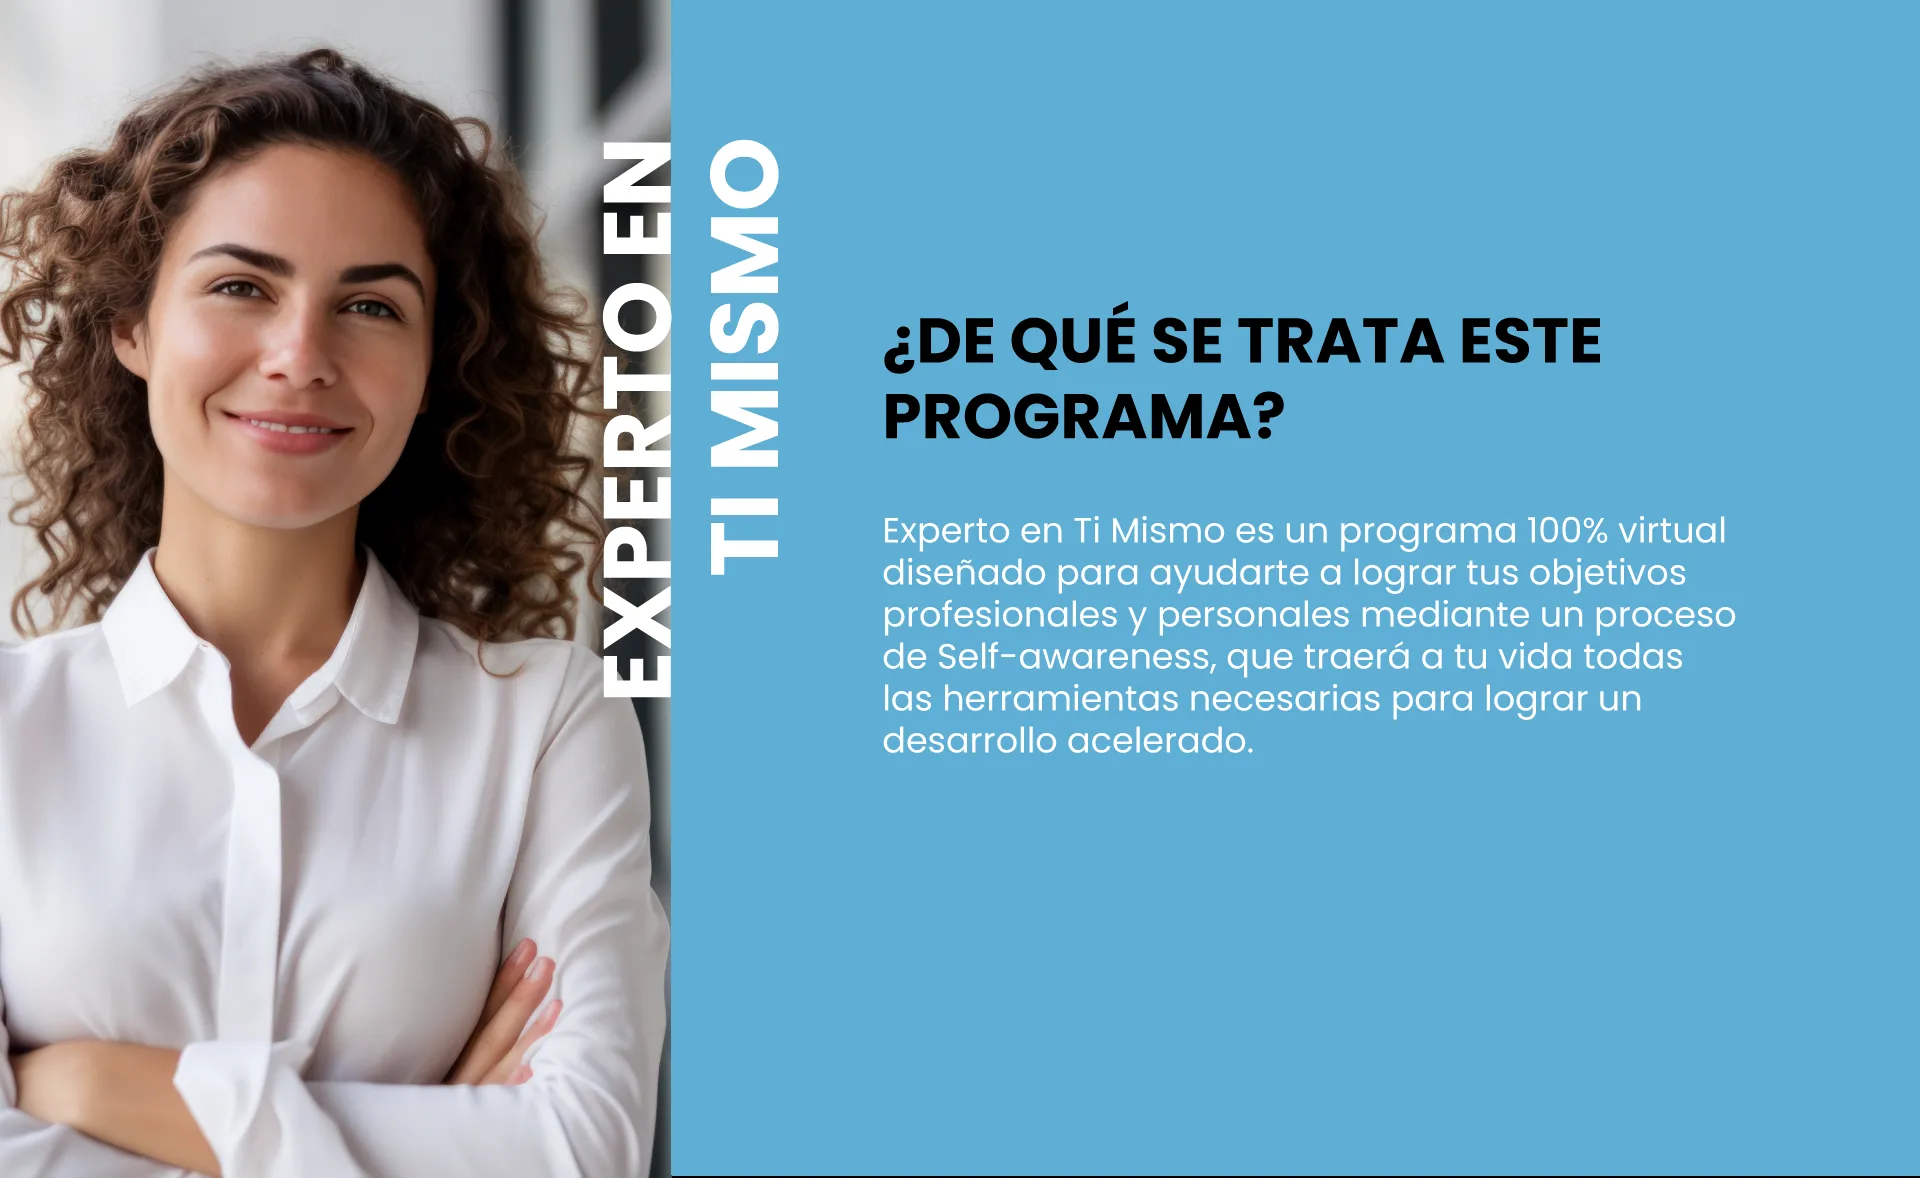 EXPERTO EN
TI MISMO
¿DE QUÉ SE TRATA ESTE
PROGRAMA?
Experto en Ti Mismo es un programa 100% virtual
diseñado para ayudarte a lograr tus objetivos
profesionales y personales mediante un proceso
de Self-awareness, que traerá a tu vida todas
las herramientas necesarias para lograr un
desarrollo acelerado.